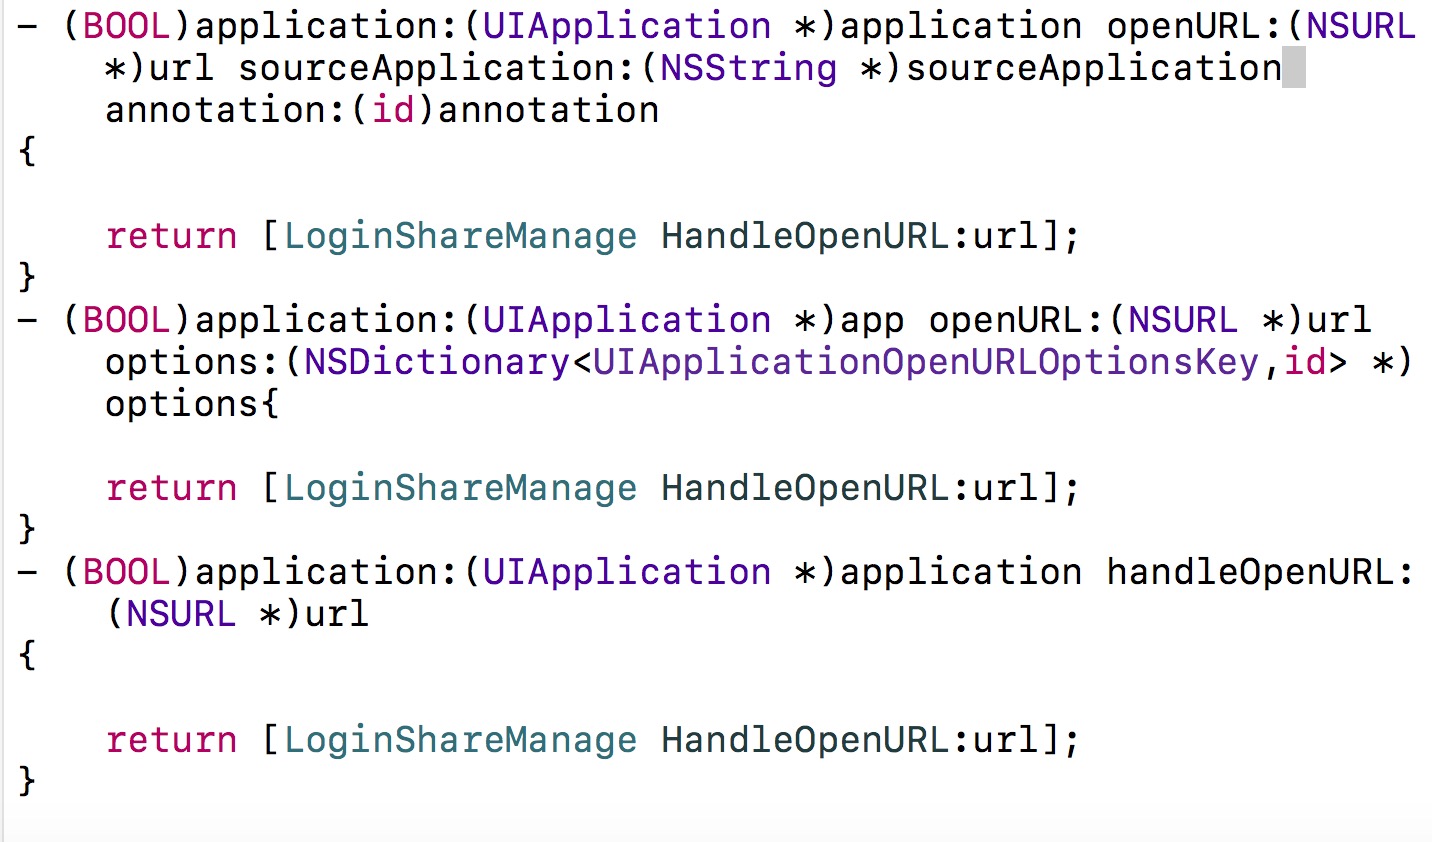 - (BOOL)application:(UIApplication *)application openURL:(NSURL
*)url sourceApplication:(NSString *)sourceApplication
annotation:(id)annotation
{
return [LoginShareManage HandleOpenURL:url];
}
- (BOOL)application:(UIApplication *)app openURL:(NSURL *)url
options:(NSDictionary<UIApplicationOpenURLOptionsKey,id> *)
options{
return [LoginShareManage HandleOpenURL:url];
}
- (BOOL)application:(UIApplication *)application handleOpenURL:
(NSURL *)url
{
return [LoginShareManage HandleOpenURL:url];
}